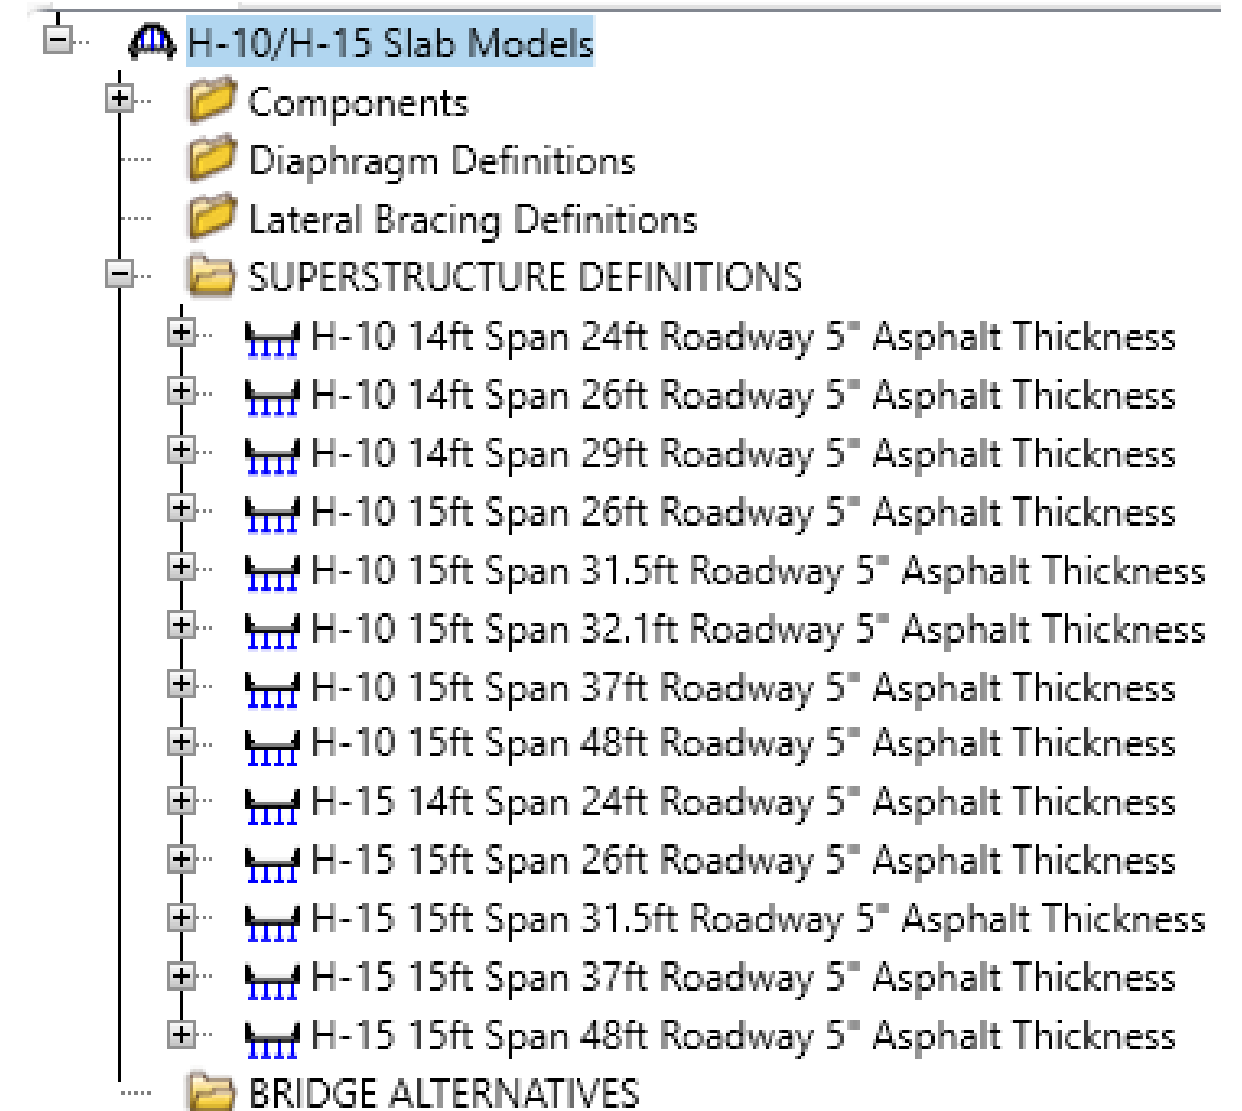 H-10/H-15 Slab Models
Components
Diaphragm Definitions
Lateral Bracing Definitions
SUPERSTRUCTURE DEFINITIONS
H-10 14ft Span 24ft Roadway 5" Asphalt Thickness
H-10 14ft Span 26ft Roadway 5" Asphalt Thickness
H-10 14ft Span 29ft Roadway 5" Asphalt Thickness
H-10 15ft Span 26ft Roadway 5" Asphalt Thickness
H-10 15ft Span 31.5ft Roadway 5" Asphalt Thickness
H-10 15ft Span 32.1ft Roadway 5" Asphalt Thickness
H-10 15ft Span 37ft Roadway 5" Asphalt Thickness
H-10 15ft Span 48ft Roadway 5" Asphalt Thickness
H-15 14ft Span 24ft Roadway 5" Asphalt Thickness
H-15 15ft Span 26ft Roadway 5" Asphalt Thickness
H-15 15ft Span 31.5ft Roadway 5" Asphalt Thickness
H-15 15ft Span 37ft Roadway 5" Asphalt Thickness
H-15 15ft Span 48ft Roadway 5" Asphalt Thickness
BRIDGE ALTERNATIVES